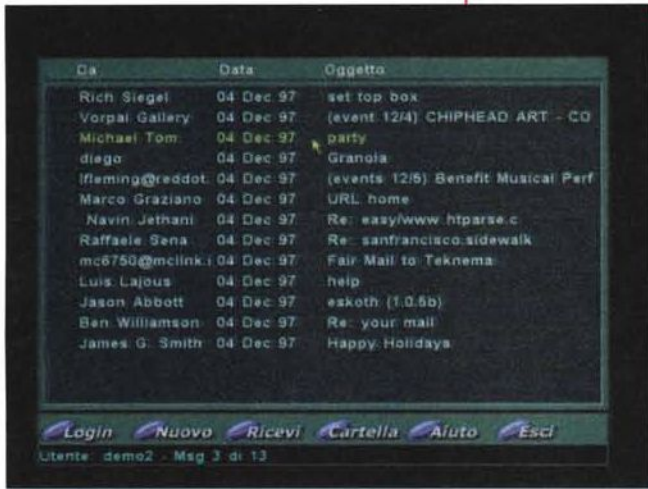 Da Data Oggetto
Rich Siegel 04 Dec 97 set top box
Vorpal Gallery 04 Dec 97 (event 12/4) CHIPHEAD ART - CO
Michael Tom 04 Dec 97 party
diego 04 Dec 97 Granola
lfleming@reddot. 04 Dec 97 (events 12/5) Benefit Musical Perf
Marco Graziano 04 Dec 97 URL home
Navin Jethani 04 Dec 97 Re: easy/www htparse.c
Raffaele Sena 04 Dec 97 Re: sanfrancisco.sidewalk
mc6750@mclink.i 04 Dec 97 Fair Mail to Teknema
Luis Lajous 04 Dec 97 help
Jason Abbott 04 Dec 97 eskoth (1.0.5b)
Ben Williamson 04 Dec 97 Re: your mail
James G. Smith 04 Dec 97 Happy Holidays
Login Nuovo Ricevi Cartella Aiuto Esci
Utente: demo2 - Msg 3 di 13